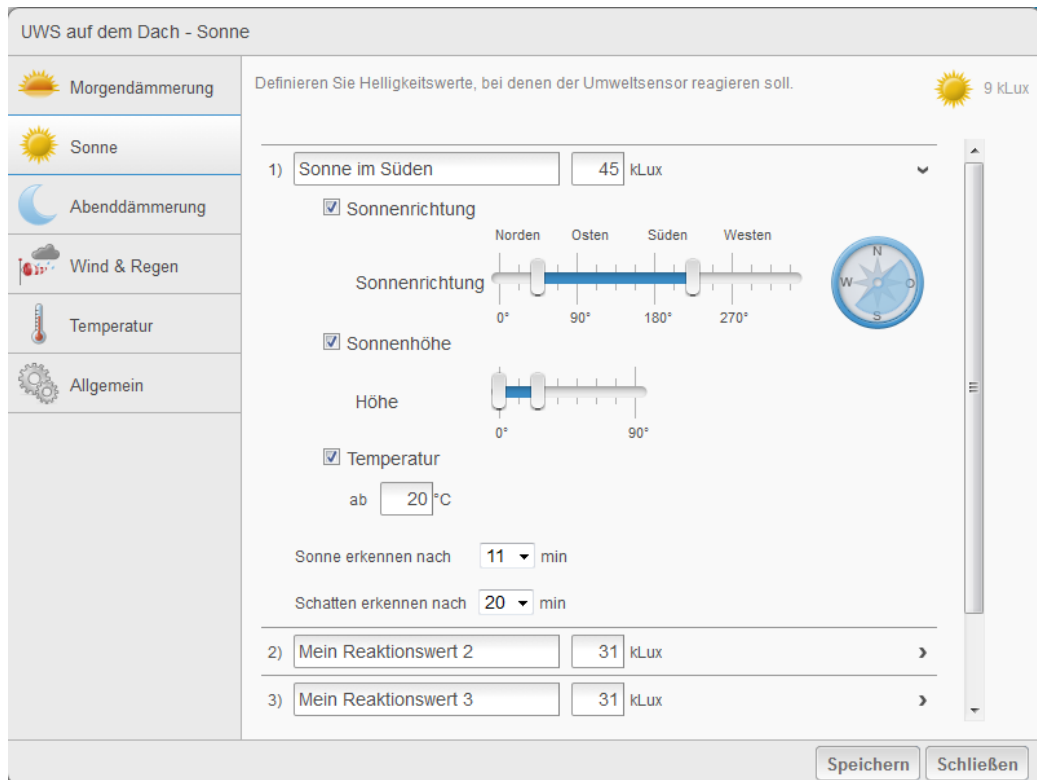 UWS auf dem Dach - Sonne
Morgendämmerung
Sonne
Abenddämmerung
Wind & Regen
Temperatur
Allgemein
Definieren Sie Helligkeitswerte, bei denen der Umweltsensor reagieren soll.
9 kLux
1) Sonne im Süden 45 kLux
Sonnenrichtung
Norden Osten Süden Westen
Sonnenrichtung
0° 90° 180° 270°
N
W O
S
Sonnenhöhe
Höhe
0° 90°
Temperatur
ab 20 °C
Sonne erkennen nach 11 min
Schatten erkennen nach 20 min
2) Mein Reaktionswert 2 31 kLux
3) Mein Reaktionswert 3 31 kLux
Speichern Schließen